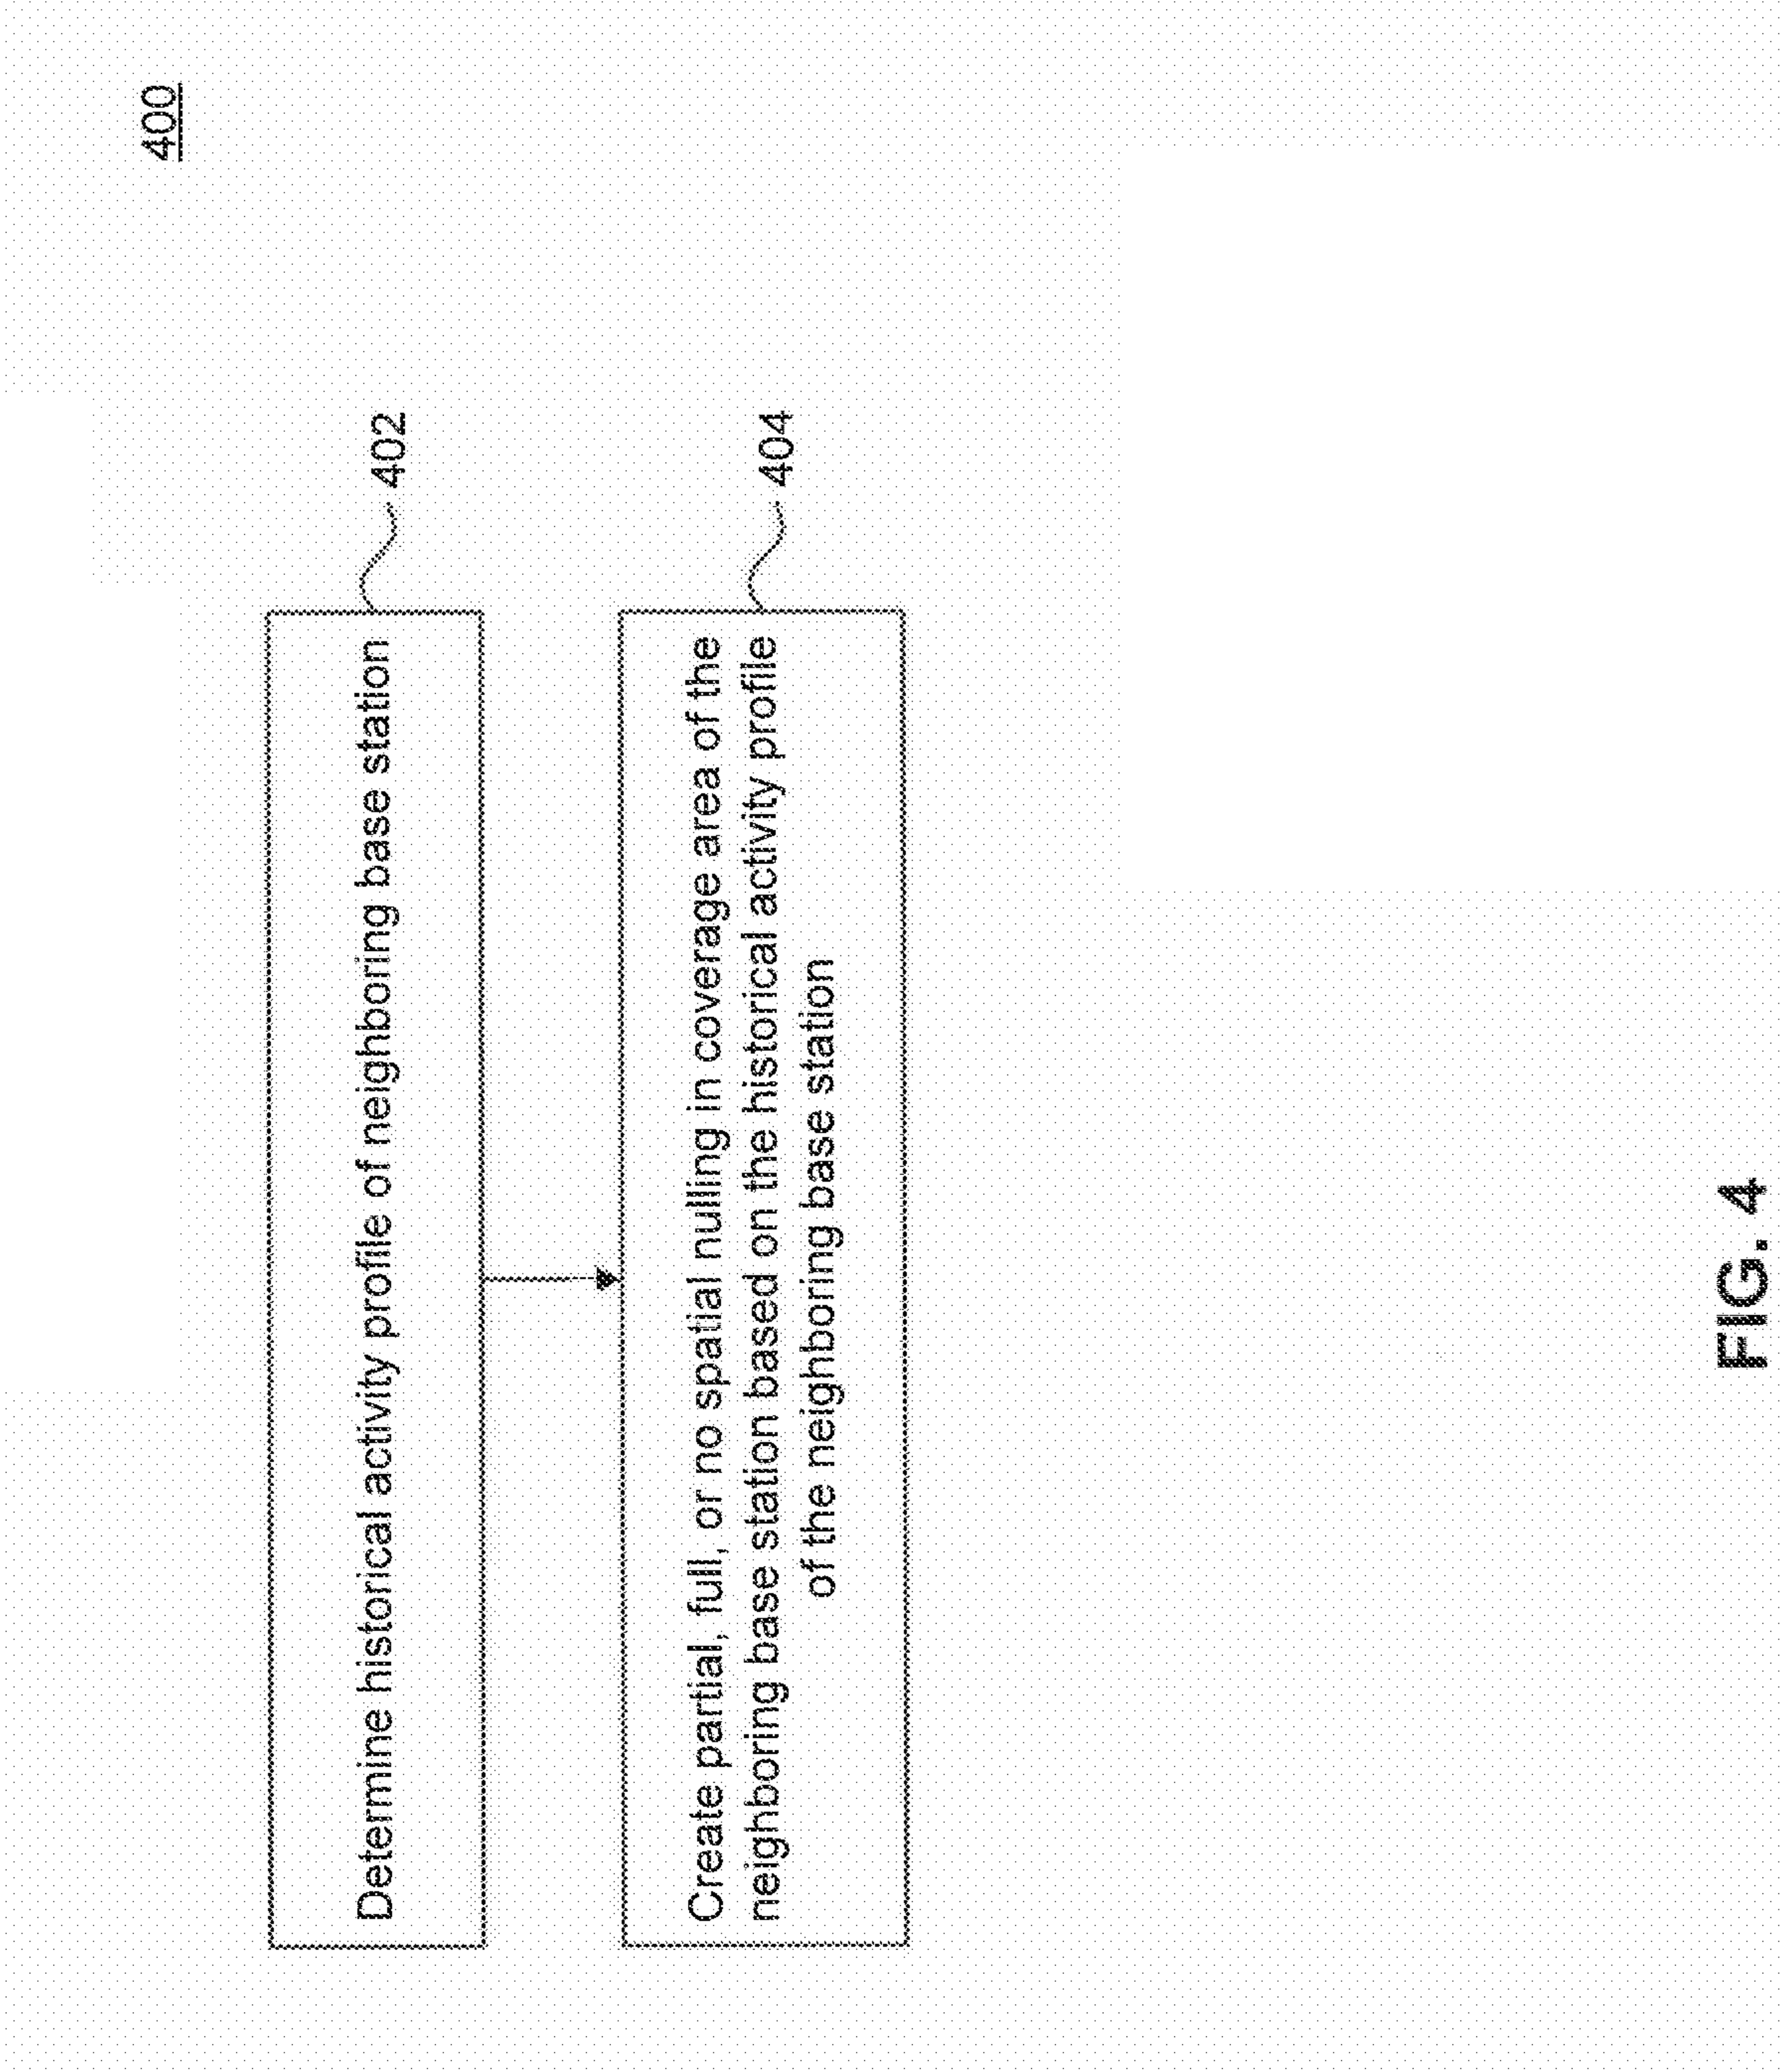 400
Determine historical activity profile of neighboring base station
402
Create partial, full, or no spatial nulling in coverage area of the
neighboring base station based on the historical activity profile
of the neighboring base station
404
FIG. 4